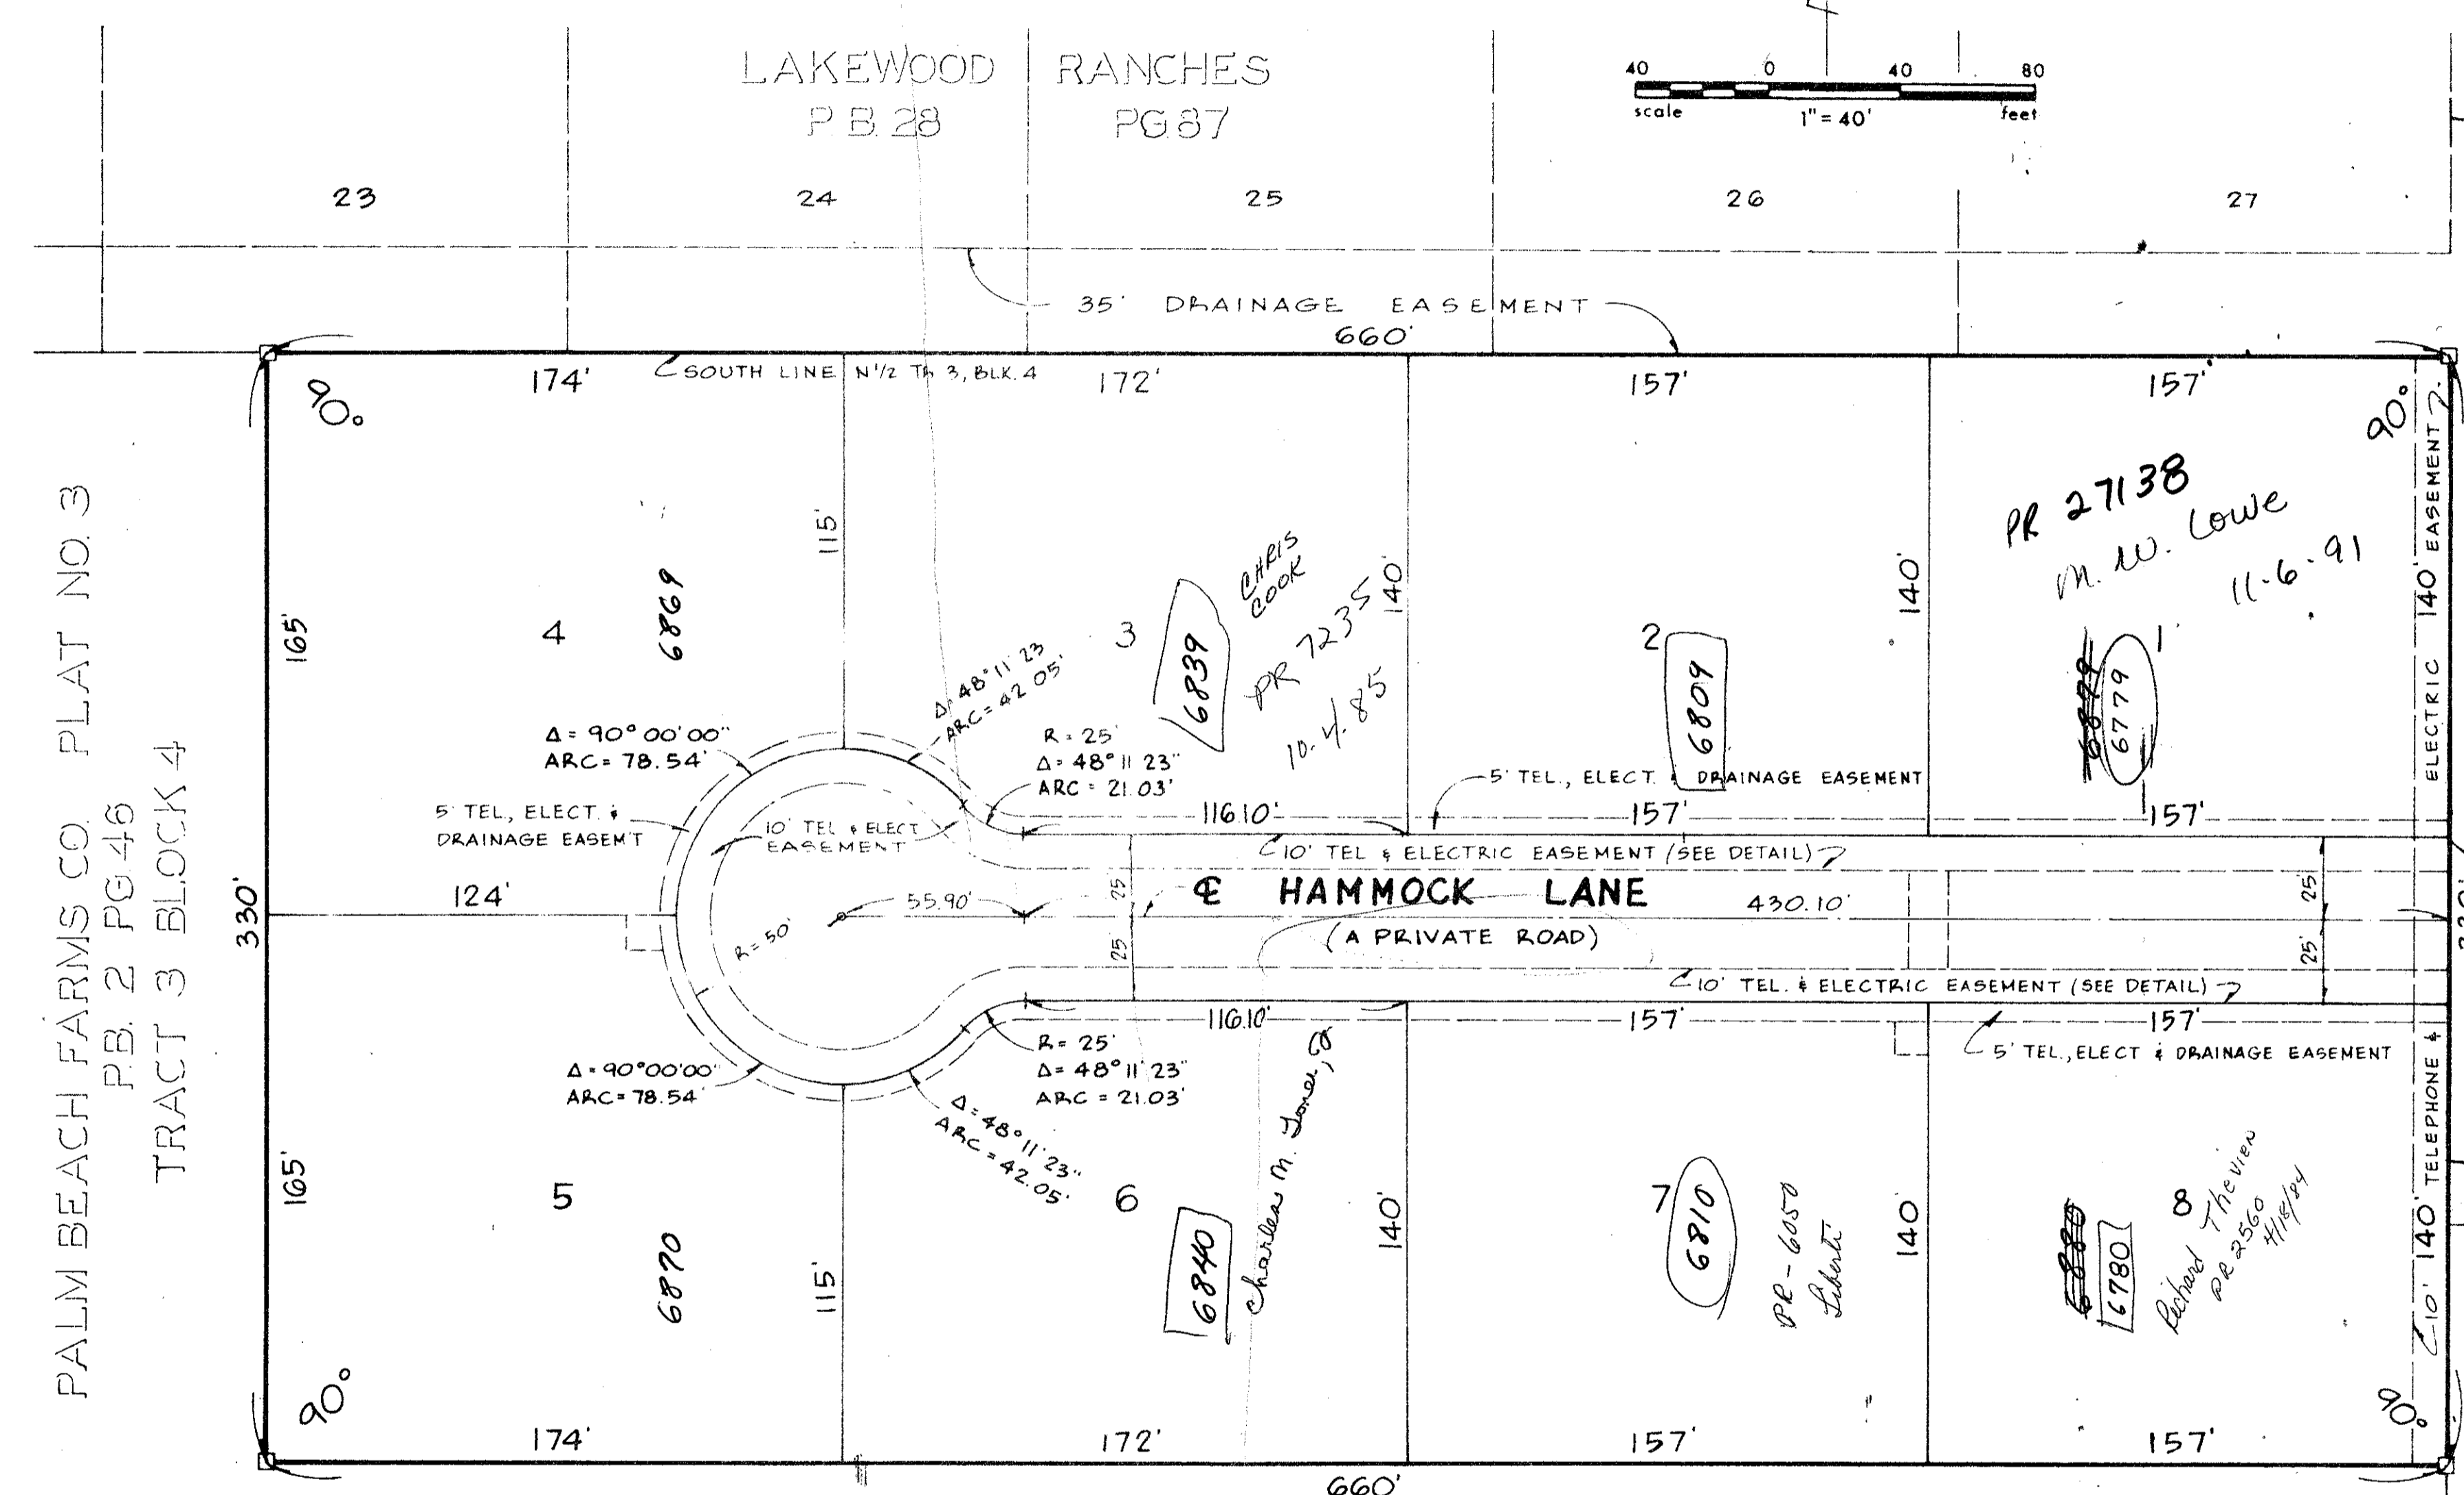 LAKEWOOD RANCHES
P.B. 28 PG 87
40 0 40 80
scale 1" = 40' feet
23 24 25 26 27
35' DRAINAGE EASEMENT
660'
SOUTH LINE N 1/2 TR 3, BLK. 4
174' 172' 157' 157'
90°
90°
PALM BEACH FARMS CO. PLAT NO. 3
P.B. 2 PG 46
TRACT 3 BLOCK 4
330'
165'
4
6869
115'
3
6839
CHRIS
COOK
PR 7235
10.4.85
140'
2
6809
140'
PR 27138
M. W. Lowe
11-6-91
1
6879
6779
140'
ELECTRIC EASEMENT
Δ = 90° 00' 00"
ARC = 78.54'
Δ = 48° 11' 23
ARC = 42.05'
R = 25'
Δ = 48° 11' 23"
ARC = 21.03'
5' TEL., ELECT. & DRAINAGE EASEMENT
116.10' 157' 157'
5' TEL., ELECT. &
DRAINAGE EASEM'T
10' TEL & ELECT
EASEMENT
10' TEL & ELECTRIC EASEMENT (SEE DETAIL)
124'
55.90'
R = 50'
25'
25'
℄ HAMMOCK LANE
430.10'
(A PRIVATE ROAD)
25'
25'
10' TEL. & ELECTRIC EASEMENT (SEE DETAIL)
116.10' 157' 157'
5' TEL., ELECT & DRAINAGE EASEMENT
R = 25'
Δ = 48° 11' 23"
ARC = 21.03'
Δ = 90°00'00"
ARC = 78.54'
Δ = 48° 11' 23"
ARC = 42.05'
165'
5
6870
115'
6
6840
Charles M.
140'
7
6810
PR - 6050
Liberti
140'
8
6880
6780
Richard Thevien
PR 2560
4/18/84
140'
10' TELEPHONE &
90°
90°
174' 172' 157' 157'
660'